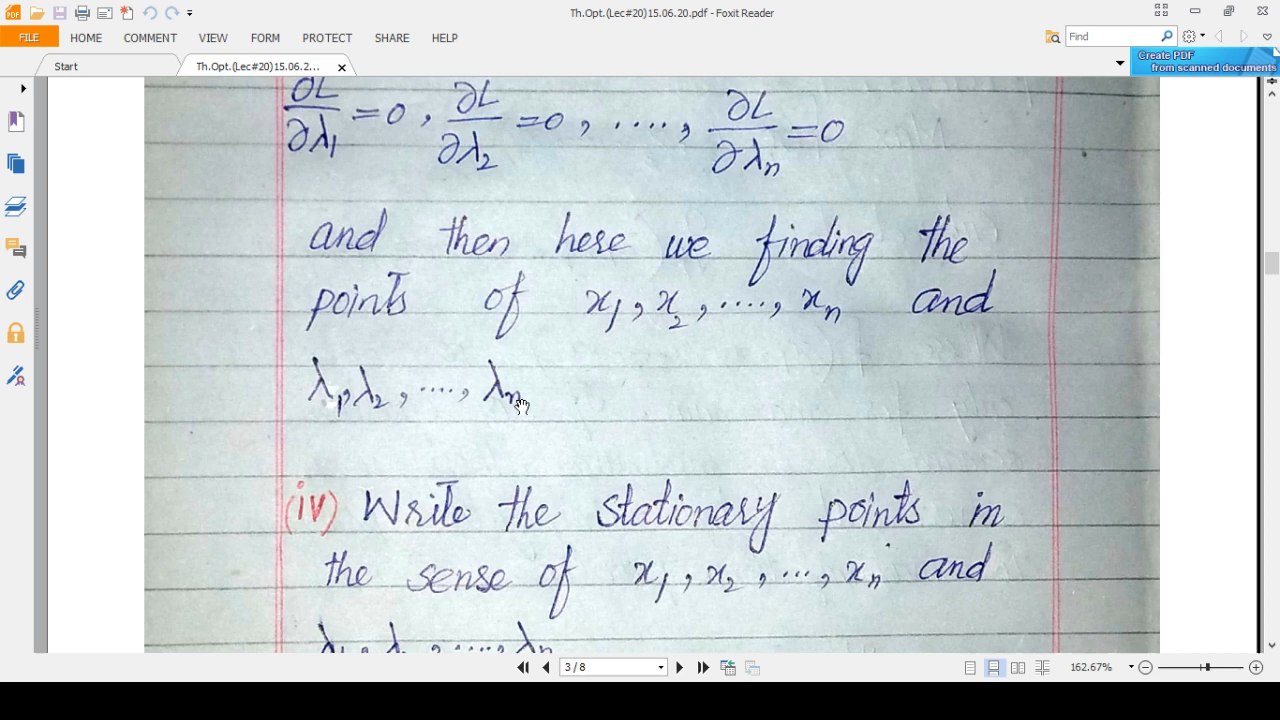 Th.Opt.(Lec#20)15.06.20.pdf - Foxit Reader
FILE HOME COMMENT VIEW FORM PROTECT SHARE HELP
Find
Create PDF
from scanned documents
Start
Th.Opt.(Lec#20)15.06.2...
∂L/∂λ₁ = 0, ∂L/∂λ₂ = 0, ...., ∂L/∂λₙ = 0
and then here we finding the
points of x₁, x₂, ...., xₙ and
λ₁, λ₂, ...., λₙ
(iv) Write the stationary points in
the sense of x₁, x₂, ..., xₙ and
λ₁, λ₂, ...., λₙ
3 / 8
162.67%